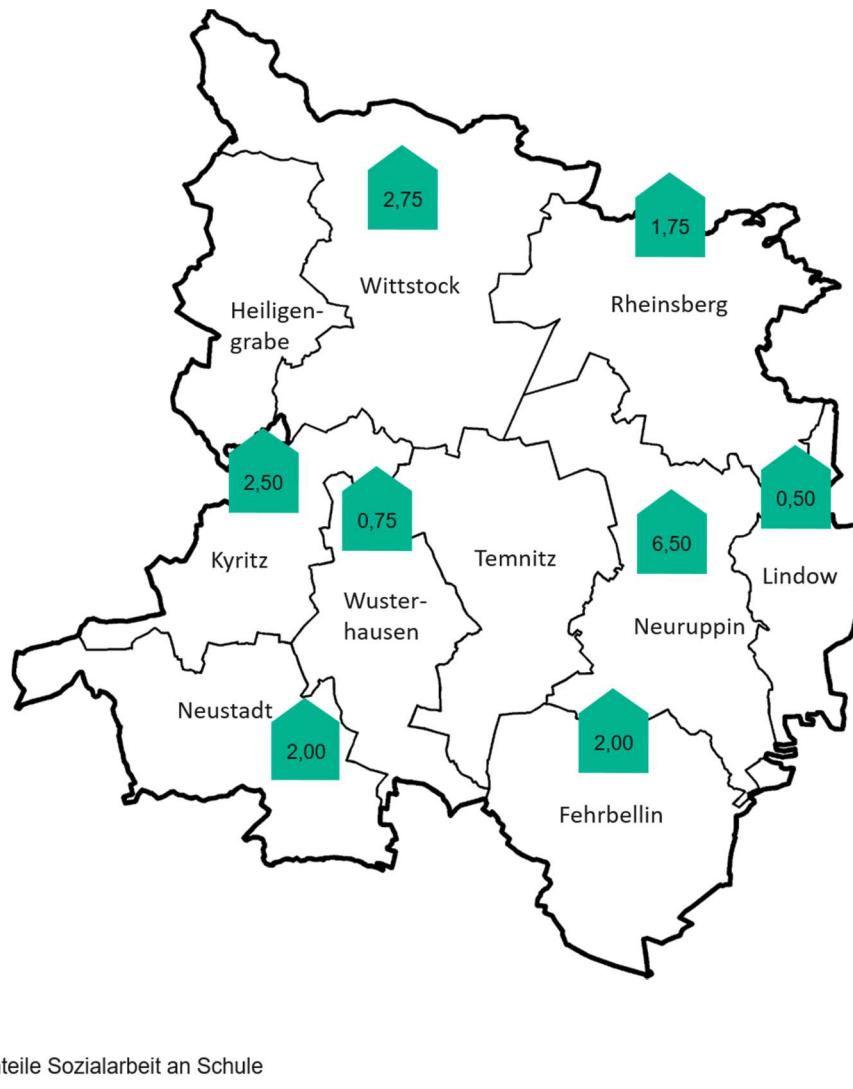 2,75
1,75
Wittstock
Heiligen-
grabe
Rheinsberg
2,50
0,75
0,50
6,50
Kyritz
Temnitz
Lindow
Wuster-
hausen
Neuruppin
Neustadt
2,00
2,00
Fehrbellin
Sozialarbeit an Schule